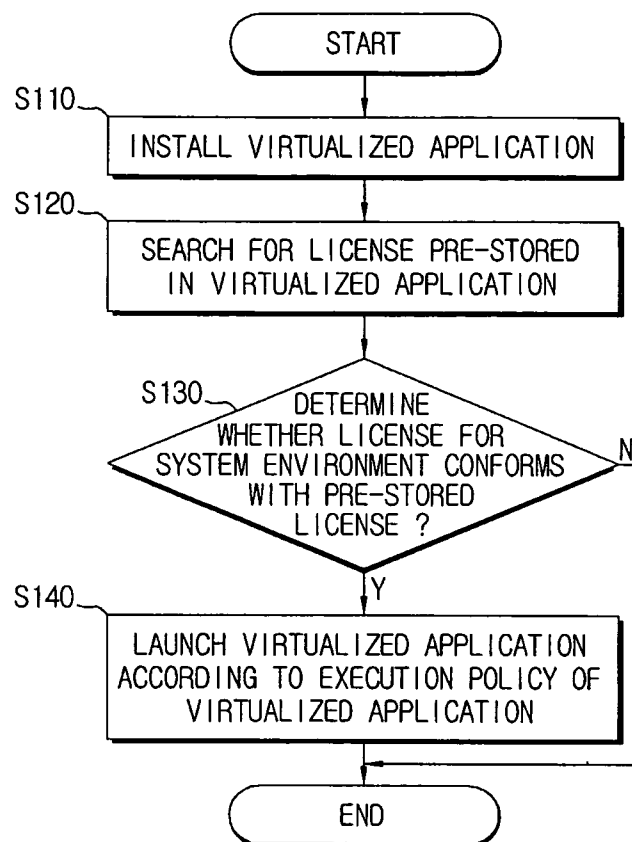 START
S110
INSTALL VIRTUALIZED APPLICATION
S120
SEARCH FOR LICENSE PRE-STORED
IN VIRTUALIZED APPLICATION
S130
DETERMINE
WHETHER LICENSE FOR
SYSTEM ENVIRONMENT CONFORMS
WITH PRE-STORED
LICENSE ?
N
Y
S140
LAUNCH VIRTUALIZED APPLICATION
ACCORDING TO EXECUTION POLICY OF
VIRTUALIZED APPLICATION
END